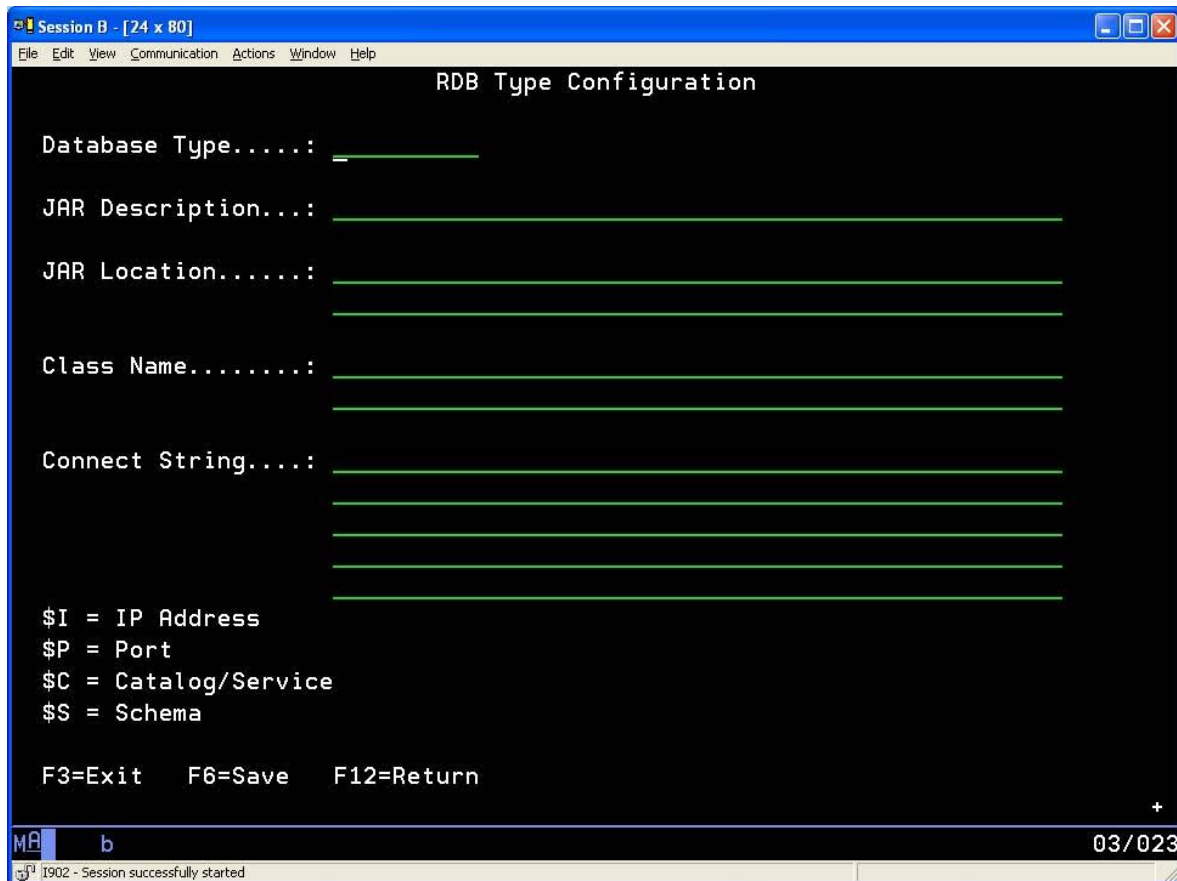 Session B - [24 x 80]
File Edit View Communication Actions Window Help
RDB Type Configuration
Database Type.....:
JAR Description...:
JAR Location......:
Class Name........:
Connect String....:
$I = IP Address
$P = Port
$C = Catalog/Service
$S = Schema
F3=Exit F6=Save F12=Return
+
MA b 03/023
I902 - Session successfully started